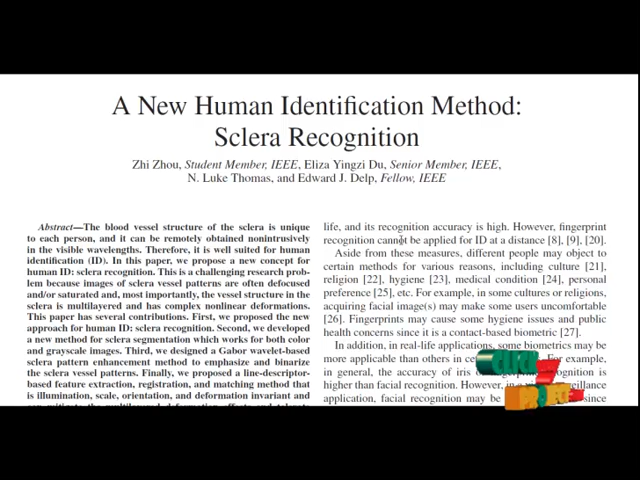 A New Human Identification Method:
Sclera Recognition
Zhi Zhou, Student Member, IEEE, Eliza Yingzi Du, Senior Member, IEEE,
N. Luke Thomas, and Edward J. Delp, Fellow, IEEE
Abstract—The blood vessel structure of the sclera is unique
to each person, and it can be remotely obtained nonintrusively
in the visible wavelengths. Therefore, it is well suited for human
identification (ID). In this paper, we propose a new concept for
human ID: sclera recognition. This is a challenging research prob-
lem because images of sclera vessel patterns are often defocused
and/or saturated and, most importantly, the vessel structure in the
sclera is multilayered and has complex nonlinear deformations.
This paper has several contributions. First, we proposed the new
approach for human ID: sclera recognition. Second, we developed
a new method for sclera segmentation which works for both color
and grayscale images. Third, we designed a Gabor wavelet-based
sclera pattern enhancement method to emphasize and binarize
the sclera vessel patterns. Finally, we proposed a line-descriptor-
based feature extraction, registration, and matching method that
is illumination, scale, orientation, and deformation invariant and
life, and its recognition accuracy is high. However, fingerprint
recognition cannot be applied for ID at a distance [8], [9], [20].
Aside from these measures, different people may object to
certain methods for various reasons, including culture [21],
religion [22], hygiene [23], medical condition [24], personal
preference [25], etc. For example, in some cultures or religions,
acquiring facial image(s) may make some users uncomfortable
[26]. Fingerprints may cause some hygiene issues and public
health concerns since it is a contact-based biometric [27].
In addition, in real-life applications, some biometrics may be
more applicable than others in For example,
in general, the accuracy of iris recognition is
higher than facial recognition. However, in
application, facial recognition may be since